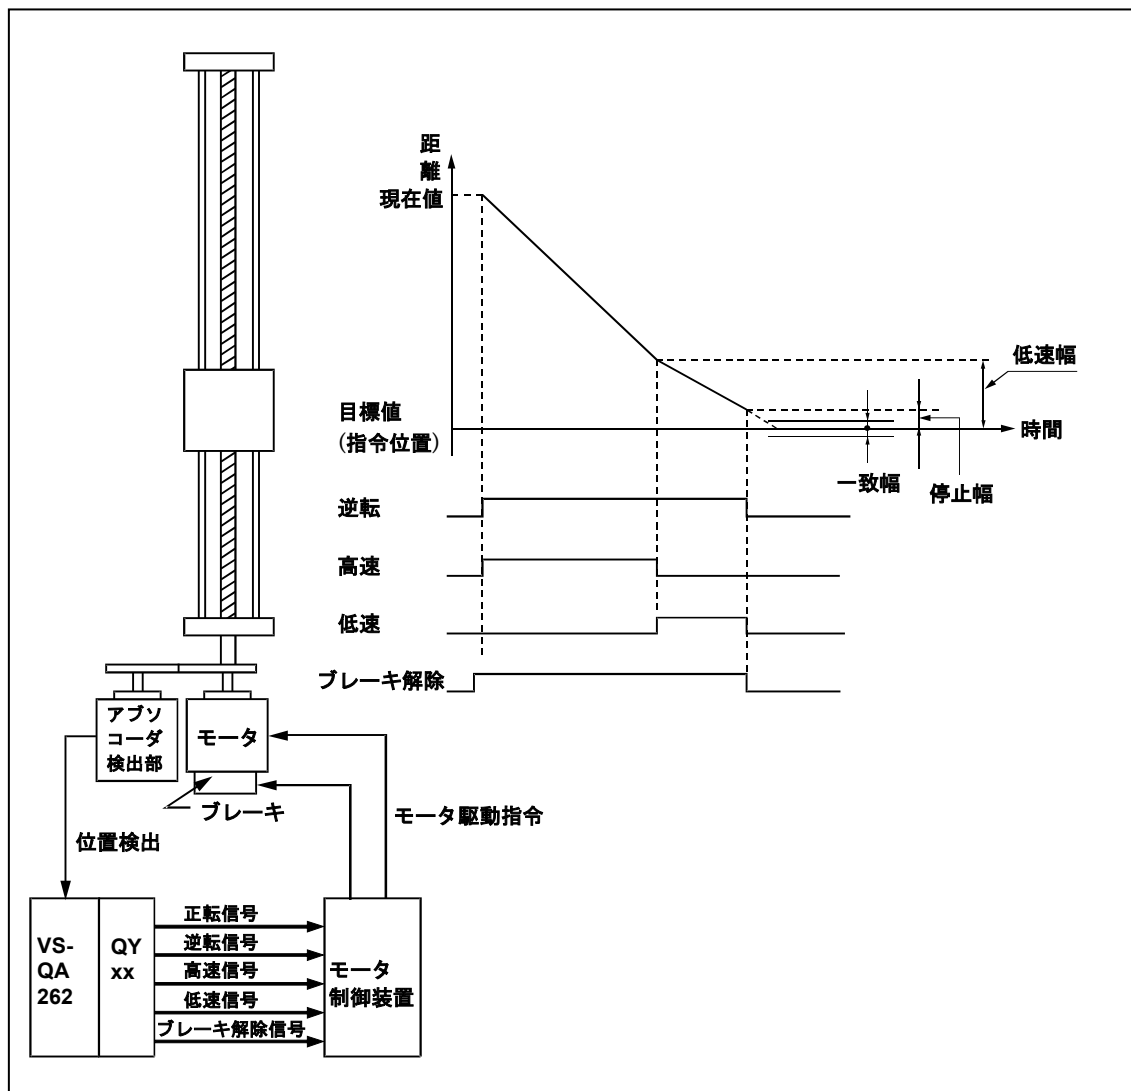 距
離
現在値
低速幅
目標値
(指令位置)
時間
一致幅
停止幅
逆転
高速
低速
ブレーキ解除
アブソ
コーダ
検出部
モータ
ブレーキ
モータ駆動指令
位置検出
VS-
QA
262
QY
xx
正転信号
逆転信号
高速信号
低速信号
ブレーキ解除信号
モータ
制御装置